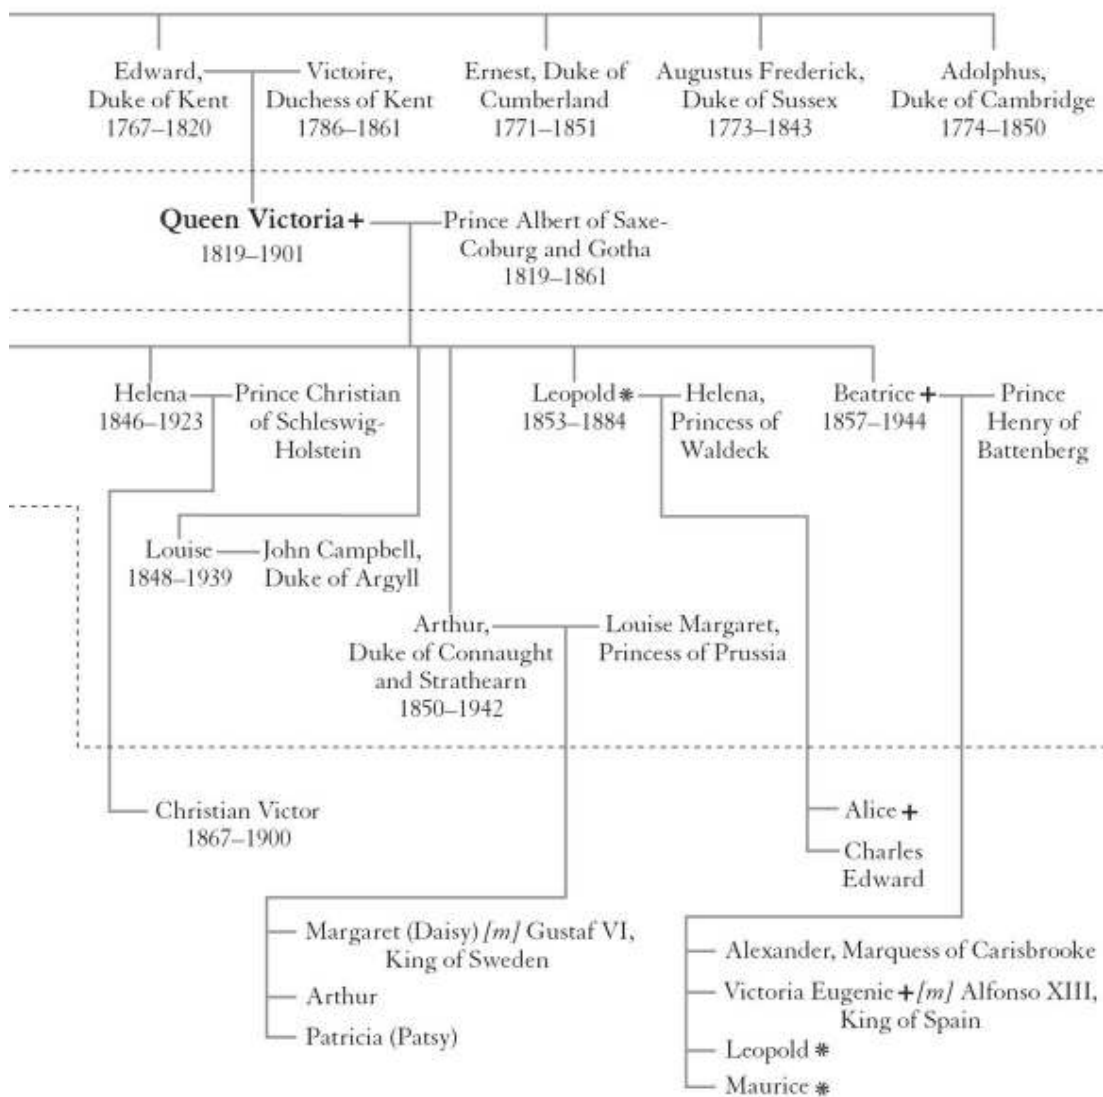 Edward,
Duke of Kent
1767–1820
Victoire,
Duchess of Kent
1786–1861
Ernest, Duke of
Cumberland
1771–1851
Augustus Frederick,
Duke of Sussex
1773–1843
Adolphus,
Duke of Cambridge
1774–1850
Queen Victoria +
1819–1901
Prince Albert of Saxe-
Coburg and Gotha
1819–1861
Helena
1846–1923
Prince Christian
of Schleswig-
Holstein
Leopold *
1853–1884
Helena,
Princess of
Waldeck
Beatrice +
1857–1944
Prince
Henry of
Battenberg
Louise
1848–1939
John Campbell,
Duke of Argyll
Arthur,
Duke of Connaught
and Strathearn
1850–1942
Louise Margaret,
Princess of Prussia
Christian Victor
1867–1900
Alice +
Charles
Edward
Margaret (Daisy) [m] Gustaf VI,
King of Sweden
Arthur
Patricia (Patsy)
Alexander, Marquess of Carisbrooke
Victoria Eugenie + [m] Alfonso XIII,
King of Spain
Leopold *
Maurice *